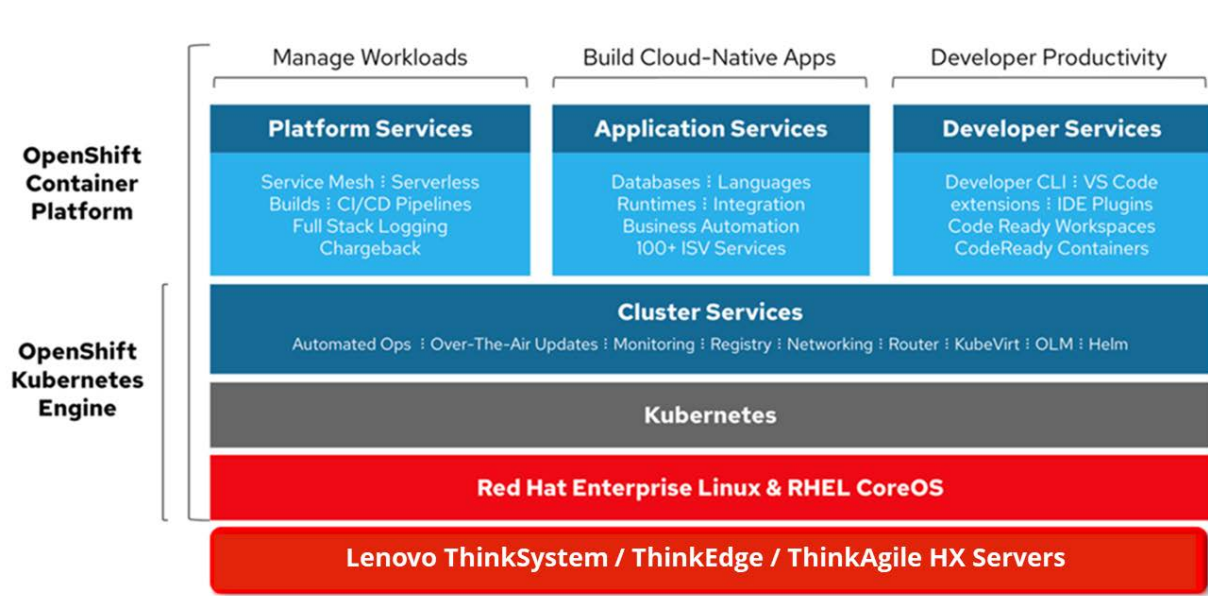 Manage Workloads
Build Cloud-Native Apps
Developer Productivity
OpenShift
Container
Platform
Platform Services
Service Mesh ⋮ Serverless
Builds ⋮ CI/CD Pipelines
Full Stack Logging
Chargeback
Application Services
Databases ⋮ Languages
Runtimes ⋮ Integration
Business Automation
100+ ISV Services
Developer Services
Developer CLI ⋮ VS Code
extensions ⋮ IDE Plugins
Code Ready Workspaces
CodeReady Containers
OpenShift
Kubernetes
Engine
Cluster Services
Automated Ops ⋮ Over-The-Air Updates ⋮ Monitoring ⋮ Registry ⋮ Networking ⋮ Router ⋮ KubeVirt ⋮ OLM ⋮ Helm
Kubernetes
Red Hat Enterprise Linux & RHEL CoreOS
Lenovo ThinkSystem / ThinkEdge / ThinkAgile HX Servers